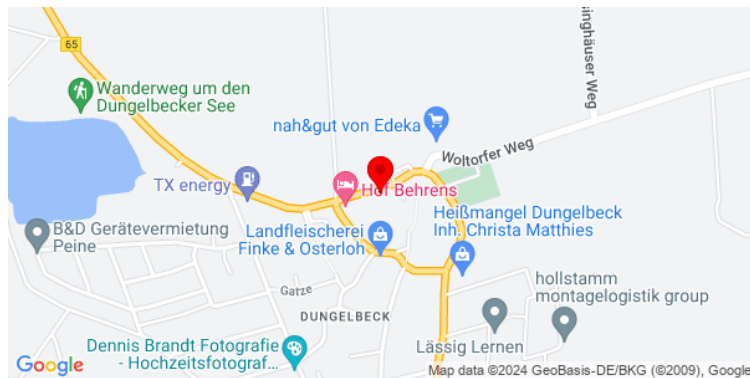 65
Wanderweg um den
Dungelbecker See
nah&gut von Edeka
inghäuser Weg
Woltorfer Weg
TX energy
Hof Behrens
B&D Gerätevermietung
Peine
Landfleischerei
Finke & Osterloh
Heißmangel Dungelbeck
Inh. Christa Matthies
Gatze
hollstamm
montagelogistik group
DUNGELBECK
Dennis Brandt Fotografie
- Hochzeitsfotograf...
Lässig Lernen
Google
Map data ©2024 GeoBasis-DE/BKG (©2009), Google